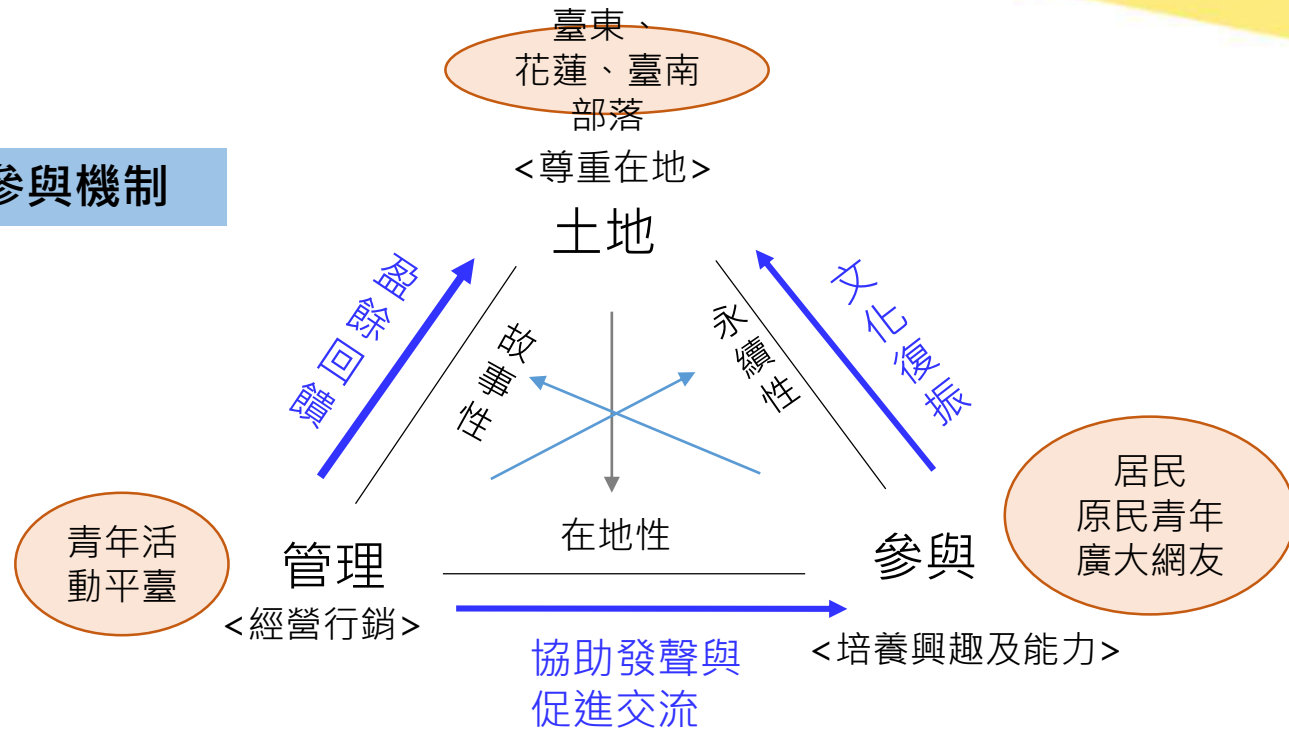 臺東、
花蓮、臺南
部落
<尊重在地>
參與機制
土地
盈餘回饋
故事性
永續性
文化復振
青年活
動平臺
管理
<經營行銷>
在地性
參與
居民
原民青年
廣大網友
<培養興趣及能力>
協助發聲與
促進交流